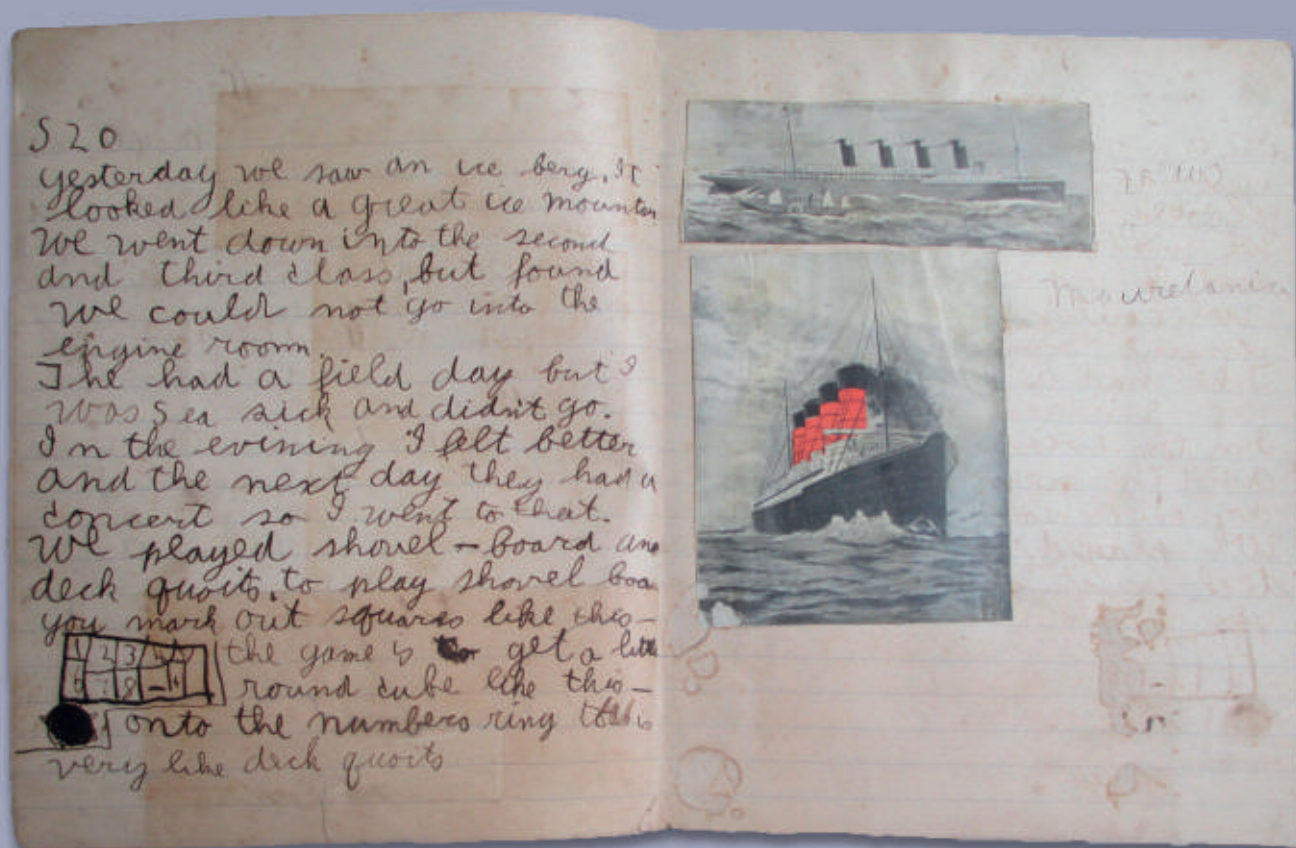 S 20
yesterday we saw an ice berg. It
looked like a great ice mountain
We went down into the second
and third class, but found
we could not go into the
engine room.
The had a field day but I
was sea sick and didn't go.
In the evining I felt better
and the next day they had a
concert so I went to that.
We played shovel-board and
deck quoits. to play shovel boa
you mark out squares like this-
1 2 3
the game is to get a little
6 7 8
round cube like this-
onto the numbers ring
is
very like deck quoits
Mauretania